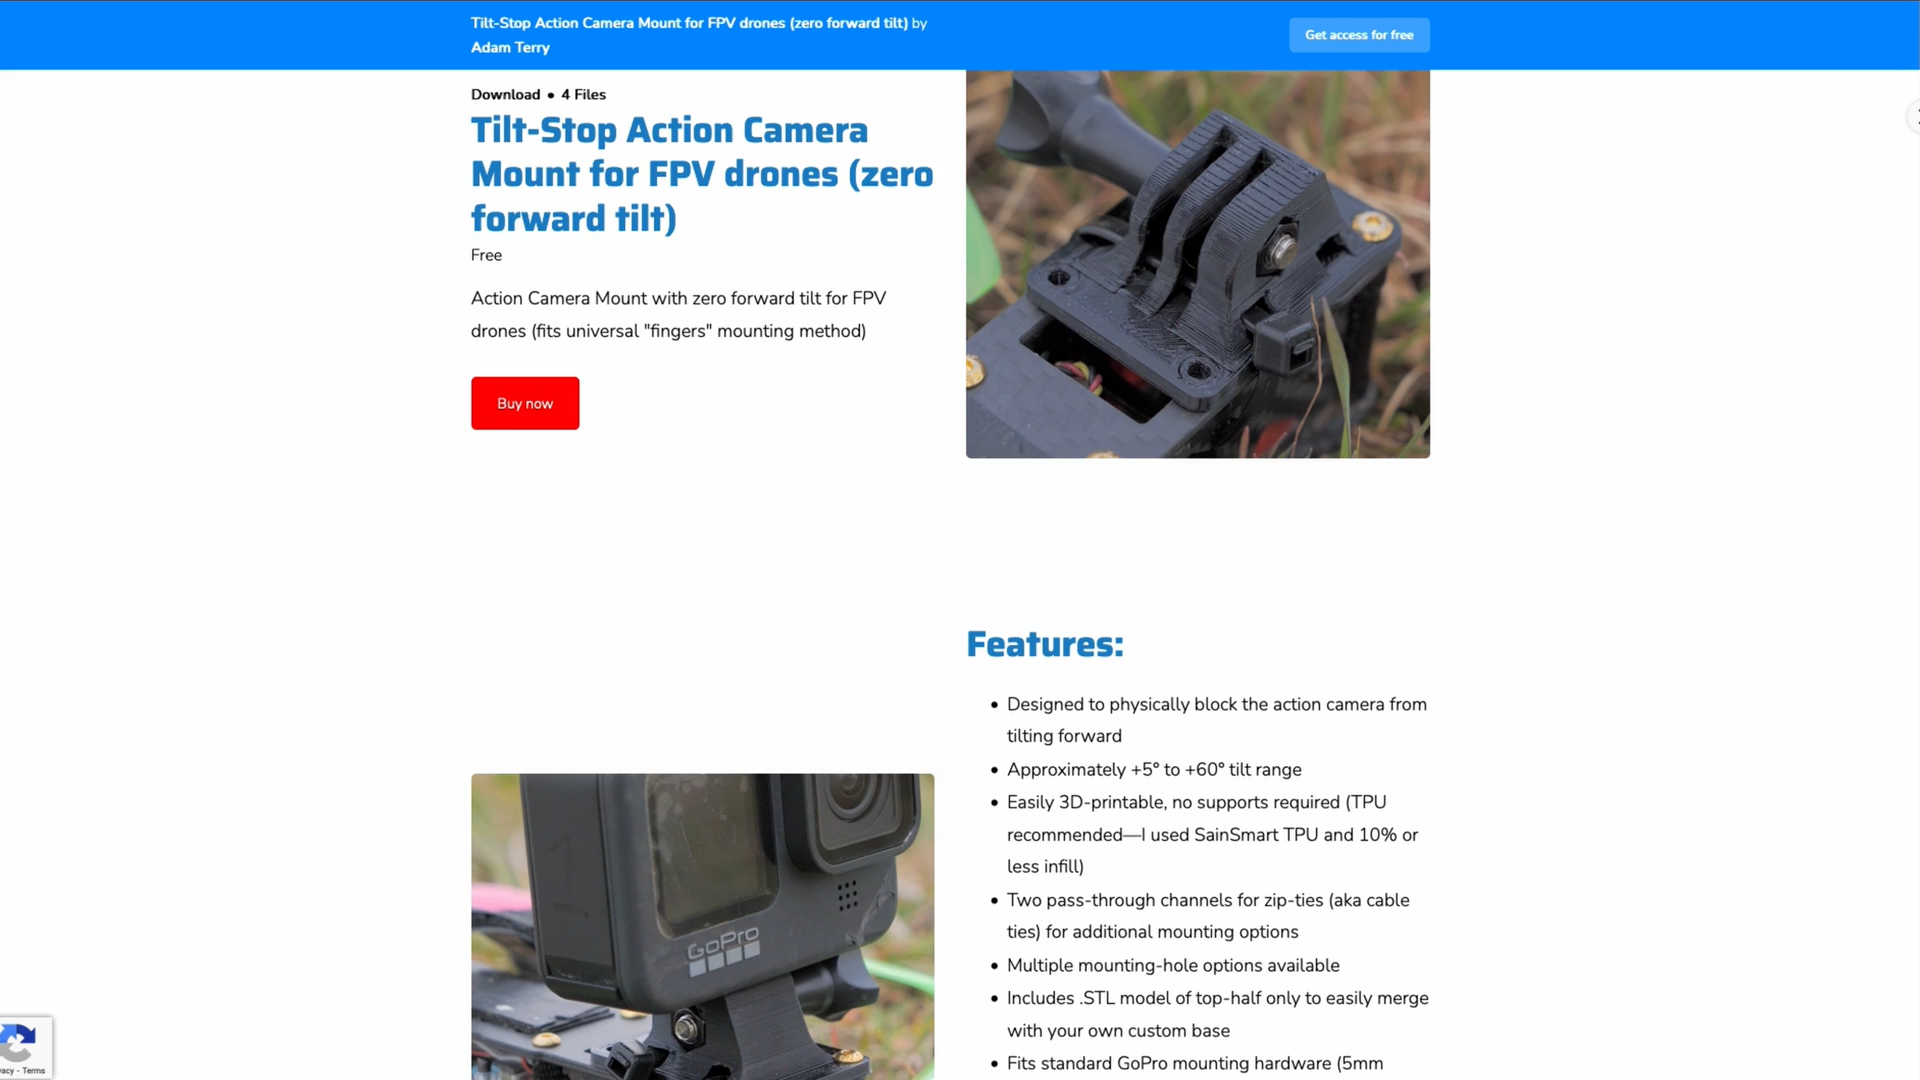 Tilt-Stop Action Camera Mount for FPV drones (zero forward tilt) by
Adam Terry
Get access for free
Download • 4 Files
Tilt-Stop Action Camera
Mount for FPV drones (zero
forward tilt)
Free
Action Camera Mount with zero forward tilt for FPV
drones (fits universal "fingers" mounting method)
Buy now
Features:
• Designed to physically block the action camera from
tilting forward
• Approximately +5° to +60° tilt range
• Easily 3D-printable, no supports required (TPU
recommended—I used SainSmart TPU and 10% or
less infill)
• Two pass-through channels for zip-ties (aka cable
ties) for additional mounting options
• Multiple mounting-hole options available
• Includes .STL model of top-half only to easily merge
with your own custom base
• Fits standard GoPro mounting hardware (5mm
GoPro
vacy - Terms